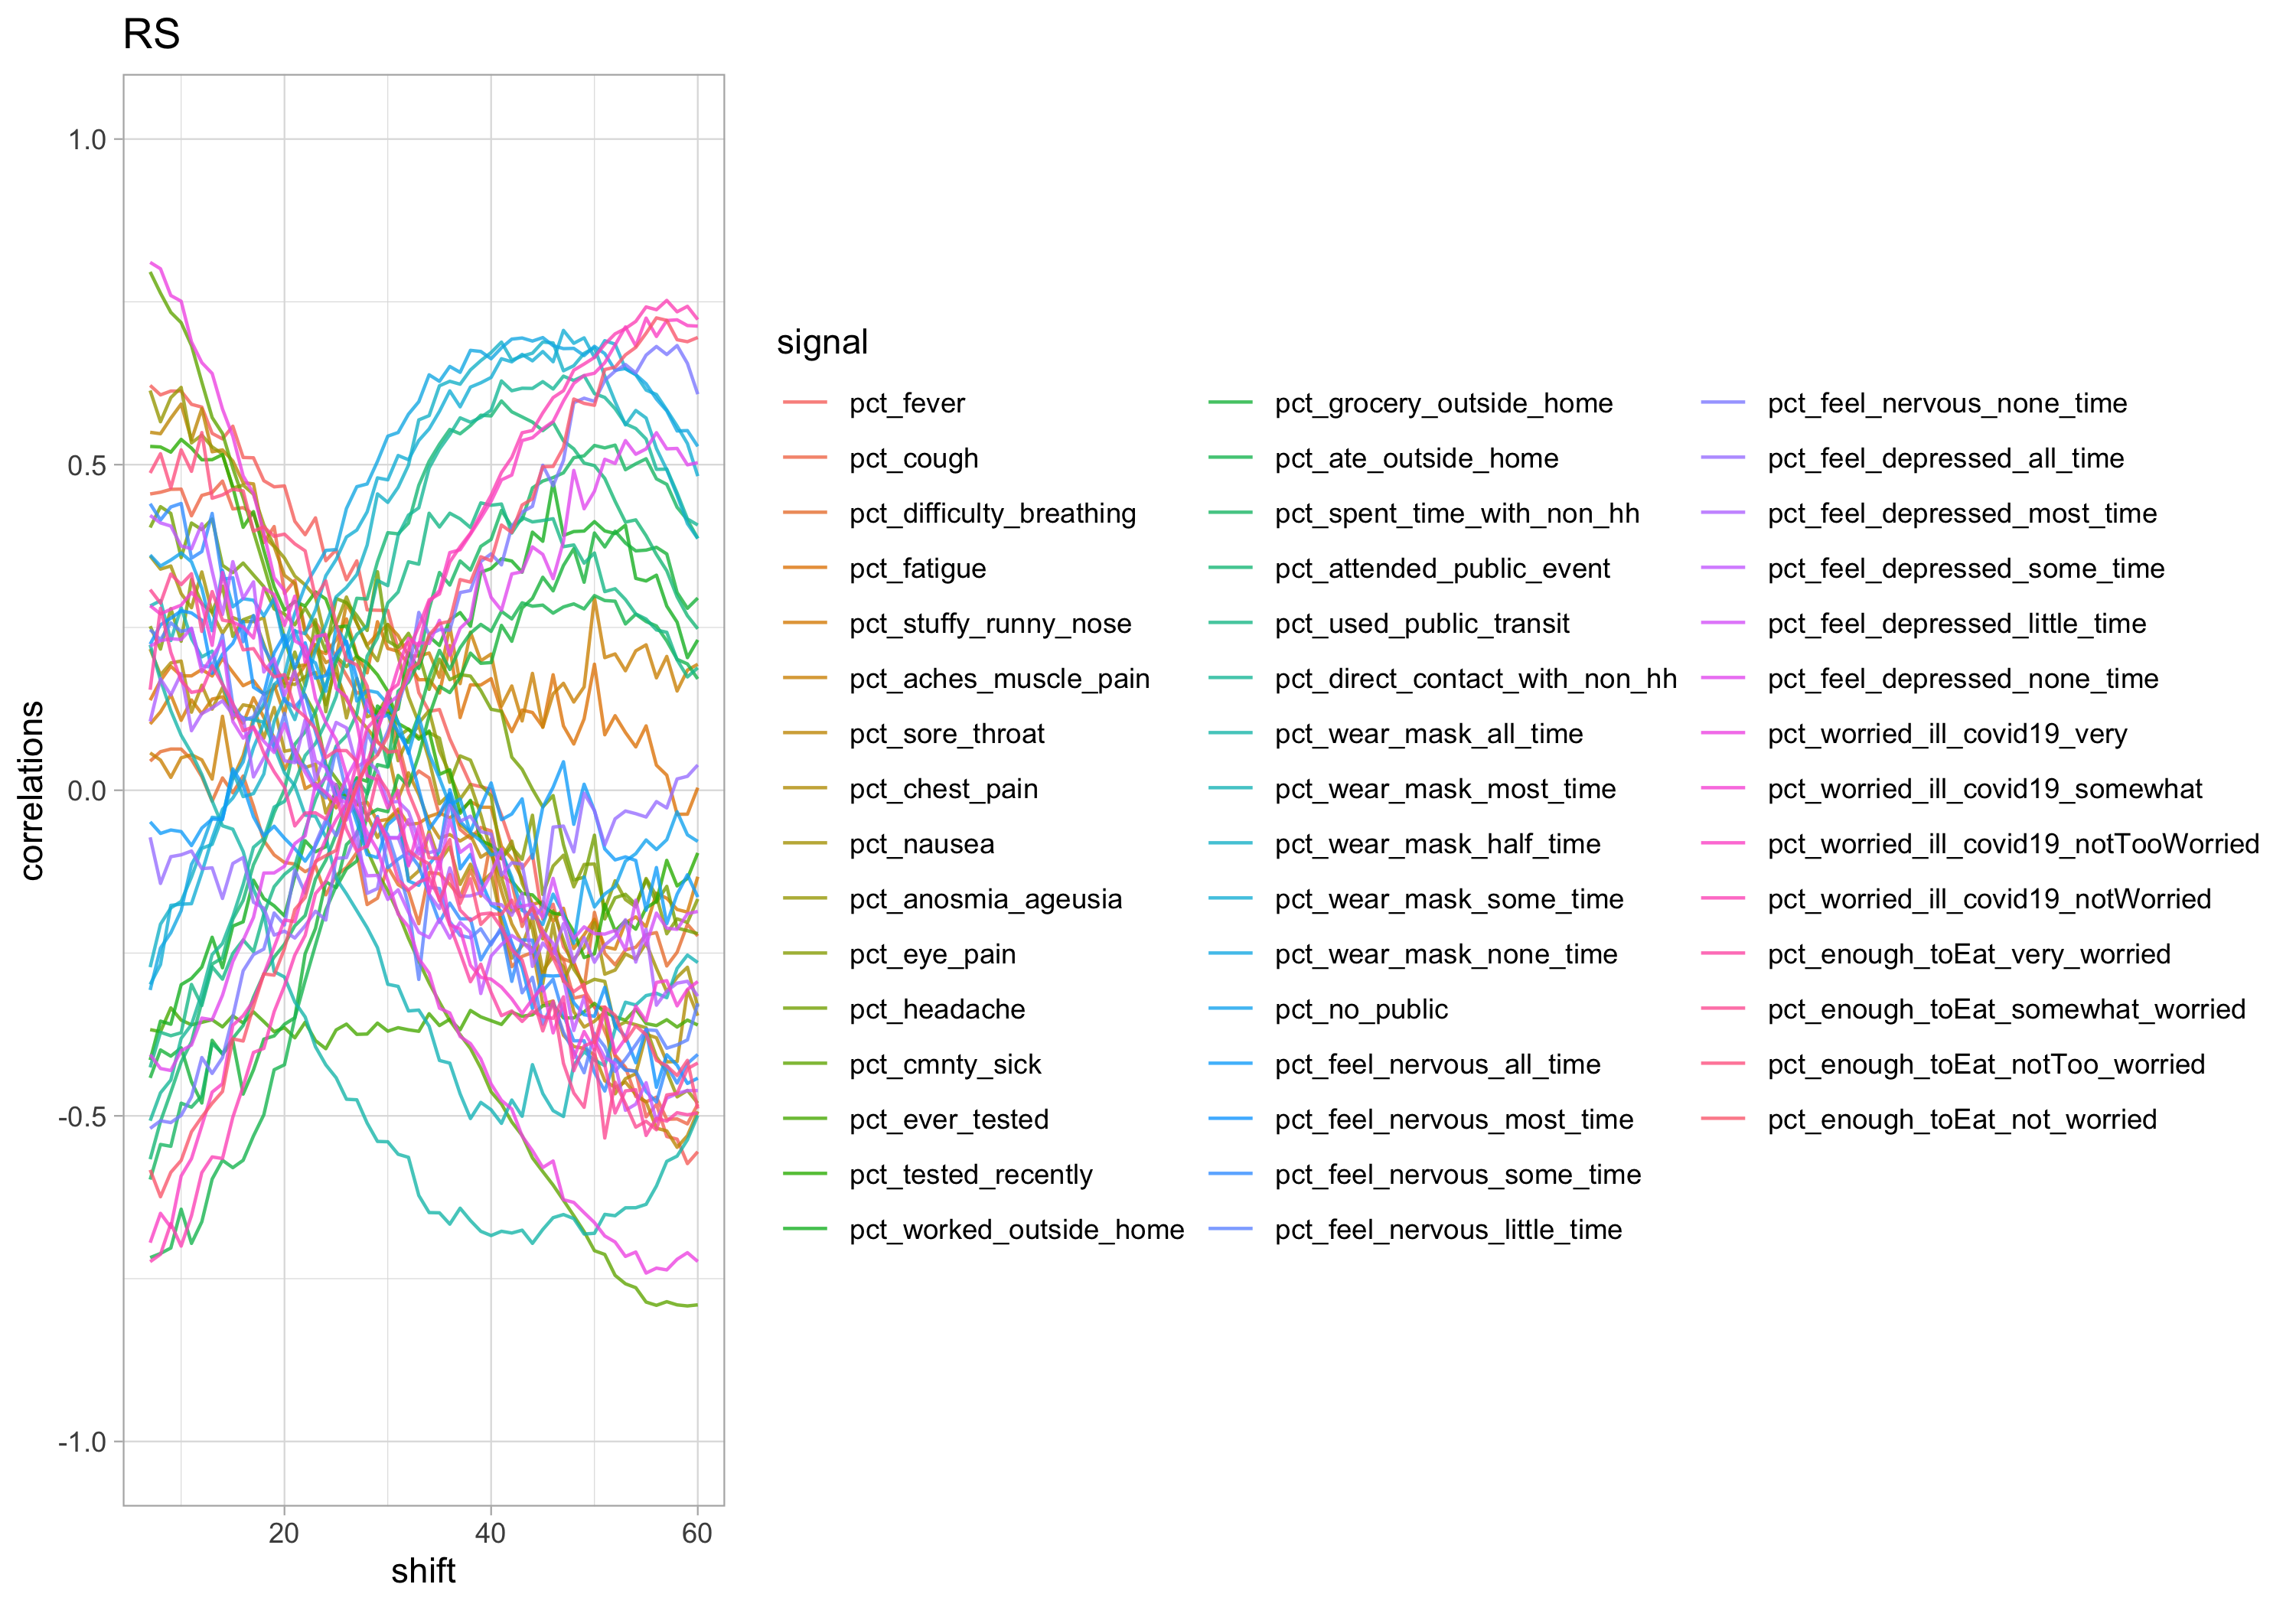 RS
1.0
0.5
0.0
-0.5
-1.0
correlations
20
40
60
shift
signal
pct_fever
pct_cough
pct_difficulty_breathing
pct_fatigue
pct_stuffy_runny_nose
pct_aches_muscle_pain
pct_sore_throat
pct_chest_pain
pct_nausea
pct_anosmia_ageusia
pct_eye_pain
pct_headache
pct_cmnty_sick
pct_ever_tested
pct_tested_recently
pct_worked_outside_home
pct_grocery_outside_home
pct_ate_outside_home
pct_spent_time_with_non_hh
pct_attended_public_event
pct_used_public_transit
pct_direct_contact_with_non_hh
pct_wear_mask_all_time
pct_wear_mask_most_time
pct_wear_mask_half_time
pct_wear_mask_some_time
pct_wear_mask_none_time
pct_no_public
pct_feel_nervous_all_time
pct_feel_nervous_most_time
pct_feel_nervous_some_time
pct_feel_nervous_little_time
pct_feel_nervous_none_time
pct_feel_depressed_all_time
pct_feel_depressed_most_time
pct_feel_depressed_some_time
pct_feel_depressed_little_time
pct_feel_depressed_none_time
pct_worried_ill_covid19_very
pct_worried_ill_covid19_somewhat
pct_worried_ill_covid19_notTooWorried
pct_worried_ill_covid19_notWorried
pct_enough_toEat_very_worried
pct_enough_toEat_somewhat_worried
pct_enough_toEat_notToo_worried
pct_enough_toEat_not_worried